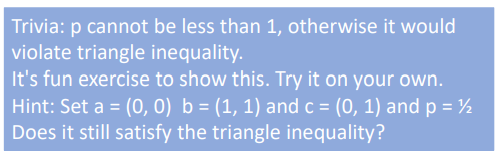 Trivia: p cannot be less than 1, otherwise it would
violate triangle inequality.
It's fun exercise to show this. Try it on your own.
Hint: Set a = (0, 0)  b = (1, 1) and c = (0, 1) and p = ½
Does it still satisfy the triangle inequality?